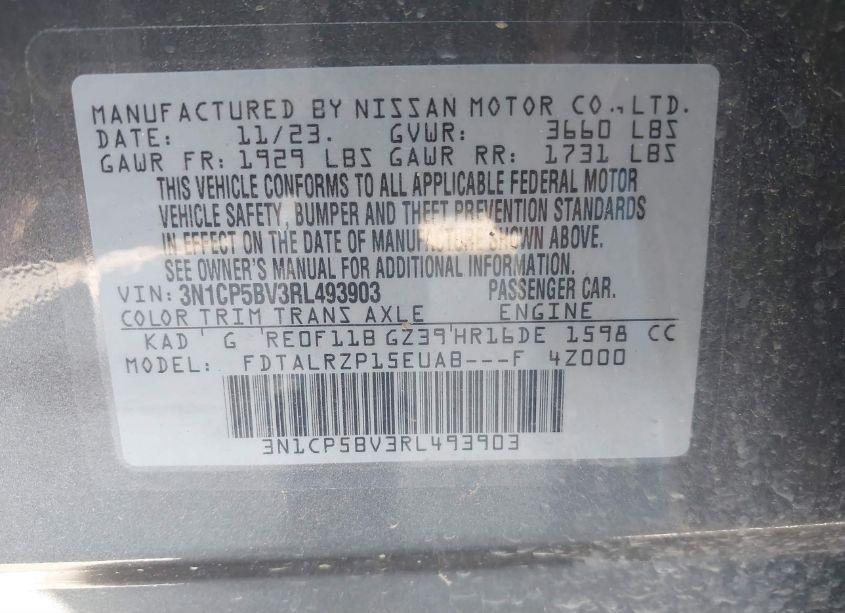 MANUFACTURED BY NISSAN MOTOR CO., LTD.
DATE: 11/23. GVWR: 3660 LBS
GAWR FR: 1929 LBS GAWR RR: 1731 LBS
THIS VEHICLE CONFORMS TO ALL APPLICABLE FEDERAL MOTOR
VEHICLE SAFETY, BUMPER AND THEFT PREVENTION STANDARDS
IN EFFECT ON THE DATE OF MANUFACTURE SHOWN ABOVE.
SEE OWNER'S MANUAL FOR ADDITIONAL INFORMATION.
VIN: 3N1CP5BV3RL493903 PASSENGER CAR.
COLOR TRIM TRANS AXLE ENGINE
KAD G RE0F11B GZ39 HR16DE 1598 CC
MODEL: FDTALRZP15EUAB---F 4Z000
3N1CP5BV3RL493903